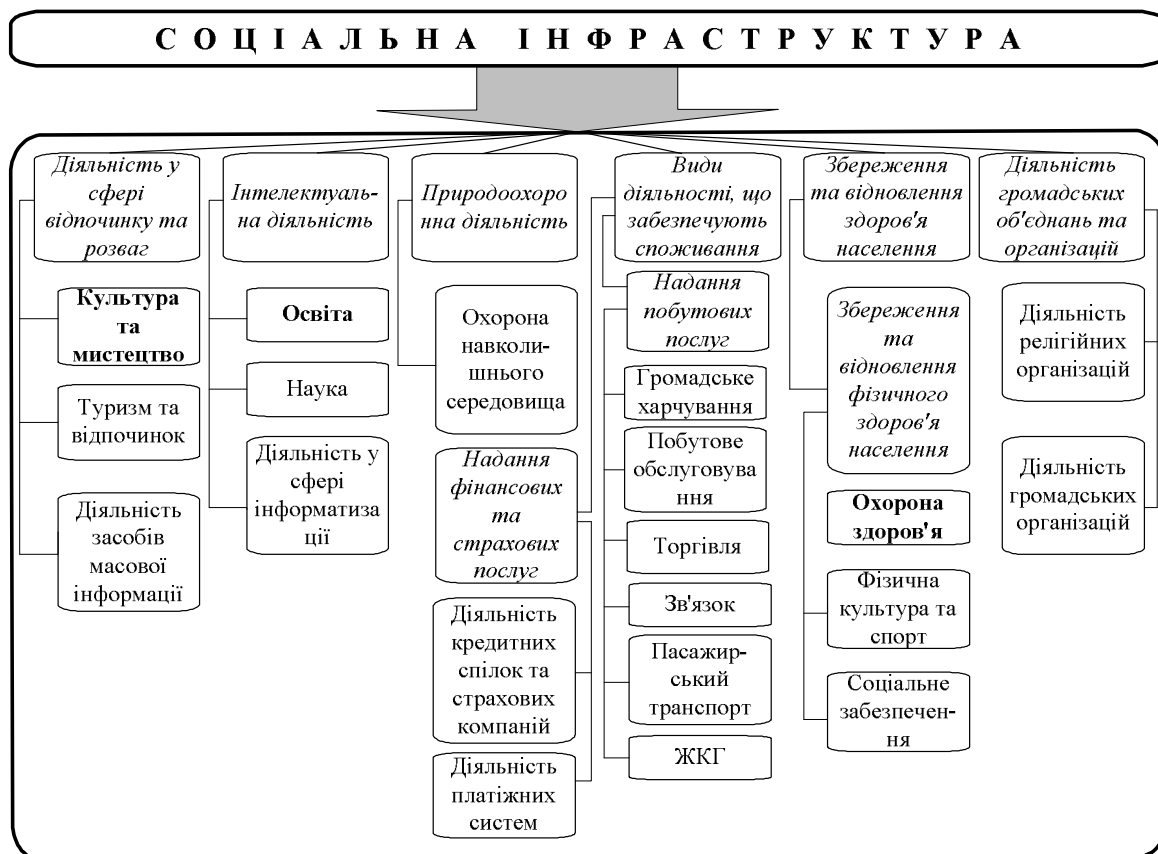 СОЦІАЛЬНА ІНФРАСТРУКТУРА
Діяльність у
сфері
відпочинку та
розваг
Культура
та
мистецтво
Туризм та
відпочинок
Діяльність
засобів
масової
інформації
Інтелектуаль-
на діяльність
Освіта
Наука
Діяльність у
сфері
інформатиза
ції
Природоохоро
нна діяльність
Охорона
навколи-
шнього
середовища
Надання
фінансових
та
страхових
послуг
Діяльність
кредитних
спілок та
страхових
компаній
Діяльність
платіжних
систем
Види
діяльності, що
забезпечують
споживання
Надання
побутових
послуг
Громадське
харчування
Побутове
обслуговува
ння
Торгівля
Зв'язок
Пасажир-
ський
транспорт
ЖКГ
Збереження
та відновлення
здоров'я
населення
Збереження
та
відновлення
фізичного
здоров'я
населення
Охорона
здоров'я
Фізична
культура та
спорт
Соціальне
забезпечен-
ня
Діяльність
громадських
об'єднань та
організацій
Діяльність
релігійних
організацій
Діяльність
громадських
організацій